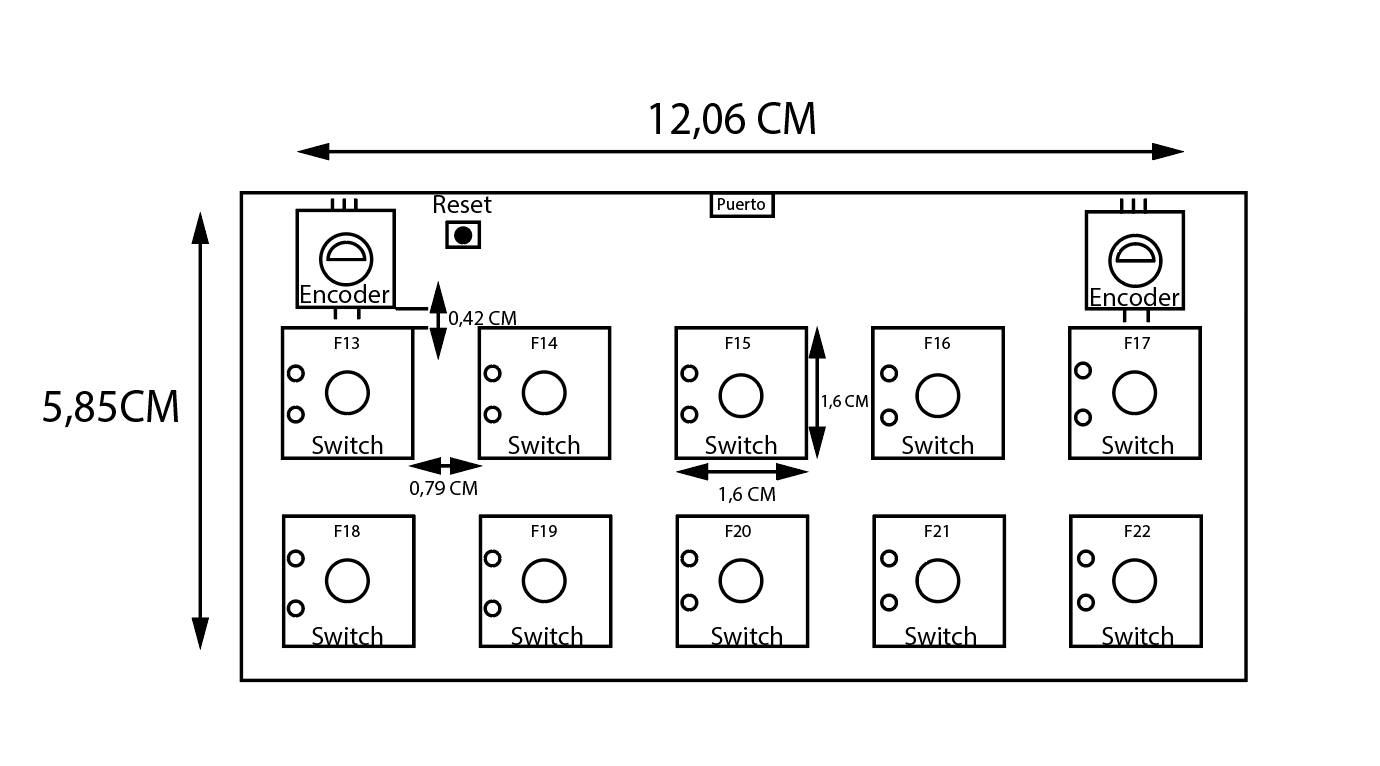 12,06 CM
Reset
Puerto
Encoder
Encoder
0,42 CM
F13
F14
F15
F16
F17
5,85CM
1,6 CM
Switch
Switch
Switch
Switch
Switch
0,79 CM
1,6 CM
F18
F19
F20
F21
F22
Switch
Switch
Switch
Switch
Switch